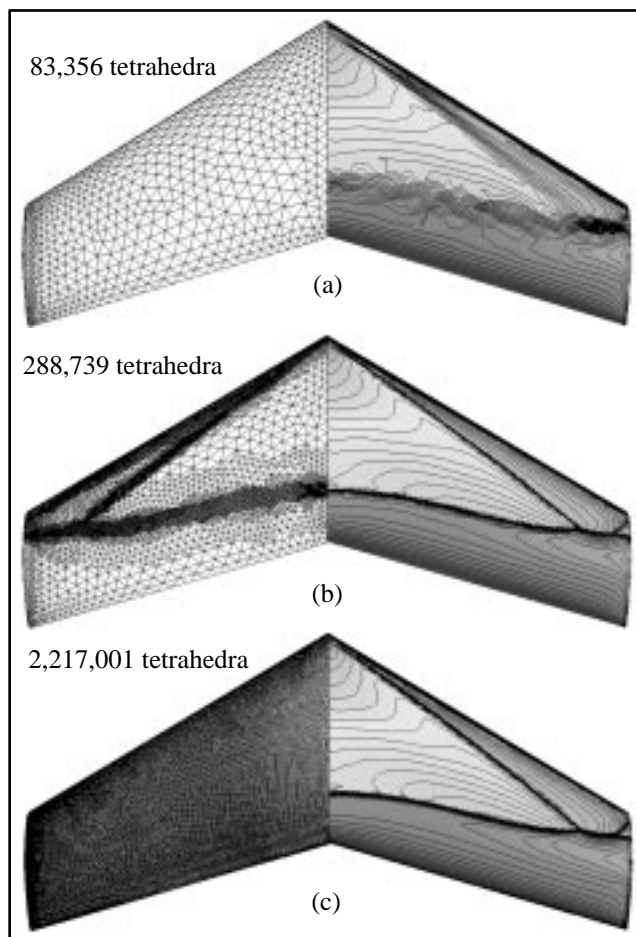 83,356 tetrahedra
(a)
288,739 tetrahedra
(b)
2,217,001 tetrahedra
(c)